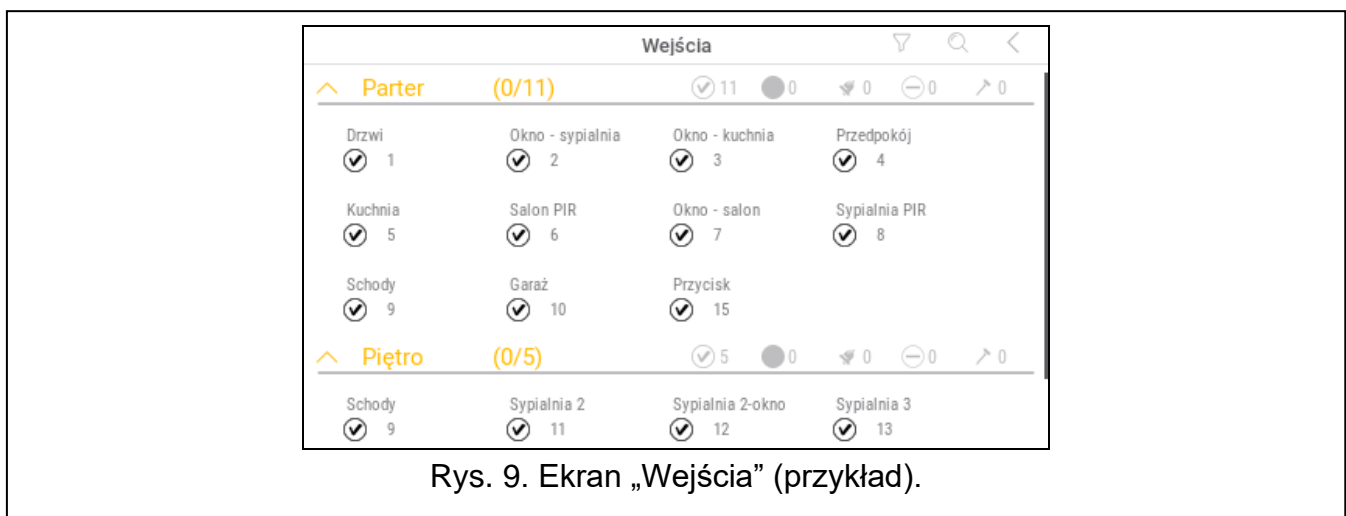 Wejścia
Parter (0/11) 11 0 0 0 0
Drzwi Okno - sypialnia Okno - kuchnia Przedpokój
1 2 3 4
Kuchnia Salon PIR Okno - salon Sypialnia PIR
5 6 7 8
Schody Garaż Przycisk
9 10 15
Piętro (0/5) 5 0 0 0 0
Schody Sypialnia 2 Sypialnia 2-okno Sypialnia 3
9 11 12 13
Rys. 9. Ekran „Wejścia” (przykład).